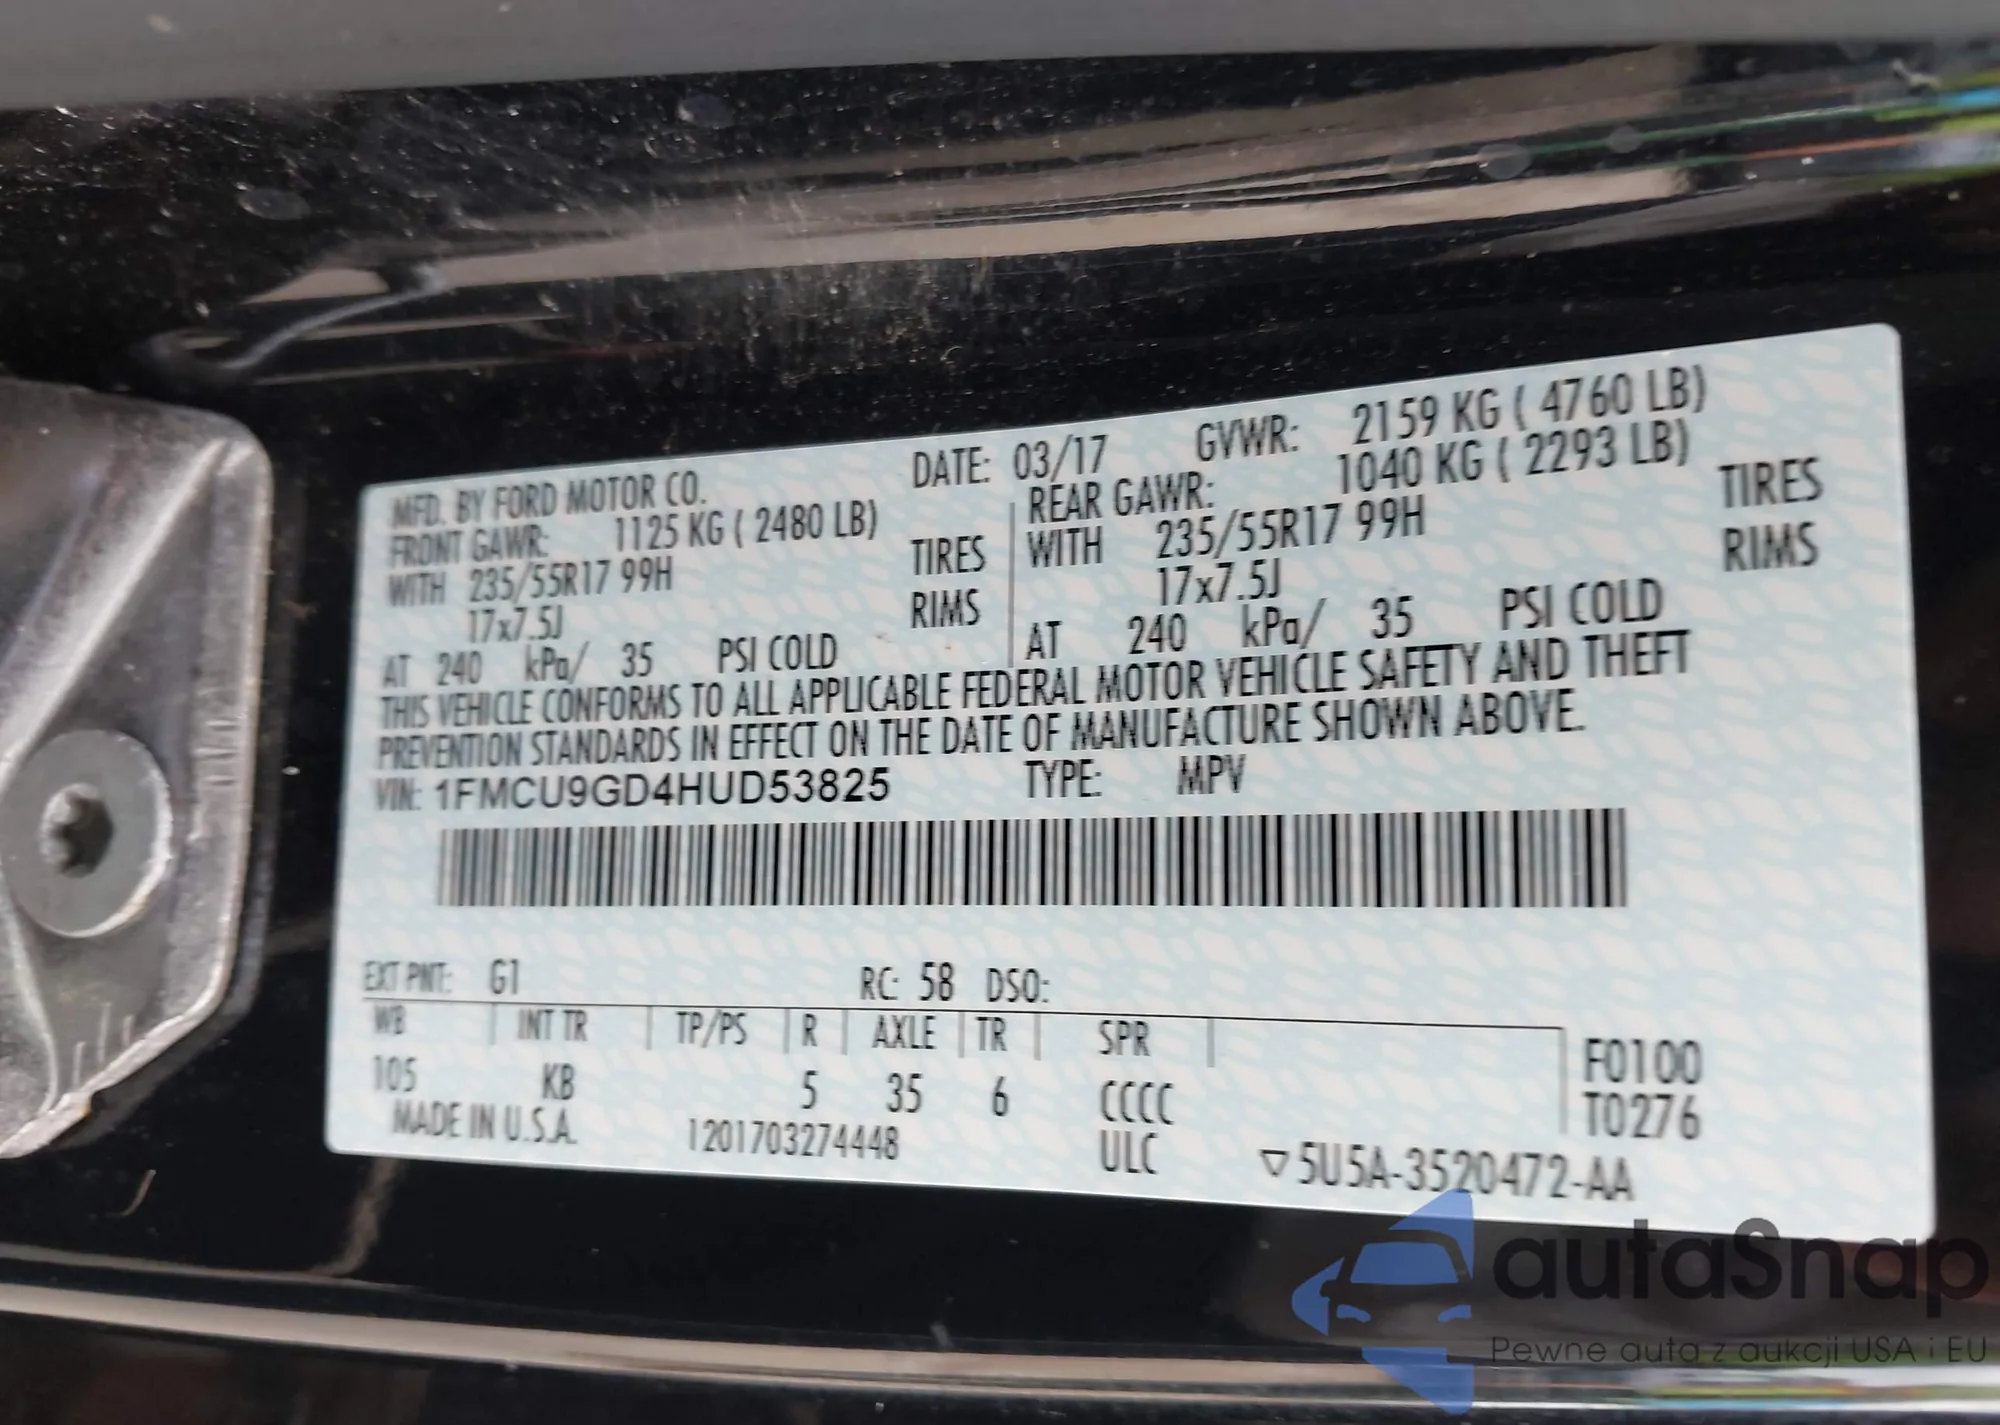 MFD. BY FORD MOTOR CO. DATE: 03/17 GVWR: 2159 KG ( 4760 LB)
FRONT GAWR: 1125 KG ( 2480 LB) REAR GAWR: 1040 KG ( 2293 LB)
WITH 235/55R17 99H TIRES WITH 235/55R17 99H TIRES
17x7.5J RIMS 17x7.5J RIMS
AT 240 kPa/ 35 PSI COLD AT 240 kPa/ 35 PSI COLD
THIS VEHICLE CONFORMS TO ALL APPLICABLE FEDERAL MOTOR VEHICLE SAFETY AND THEFT
PREVENTION STANDARDS IN EFFECT ON THE DATE OF MANUFACTURE SHOWN ABOVE.
VIN: 1FMCU9GD4HUD53825 TYPE: MPV
EXT PNT: G1 RC: 58 DSO:
WB INT TR TP/PS R AXLE TR SPR
105 KB 5 35 6 CCCC F0100
T0276
MADE IN U.S.A. 1201703274448 ULC ▽5U5A-3520472-AA
autaSnap
Pewne auta z aukcji USA i EU